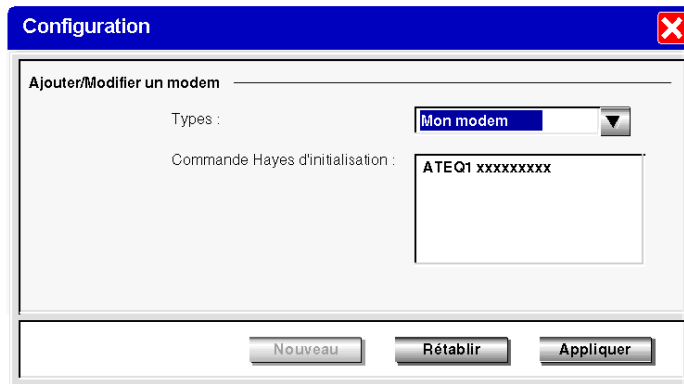 Configuration
Ajouter/Modifier un modem
Types :
Mon modem
Commande Hayes d'initialisation :
ATEQ1 xxxxxxxxx
Nouveau
Rétablir
Appliquer